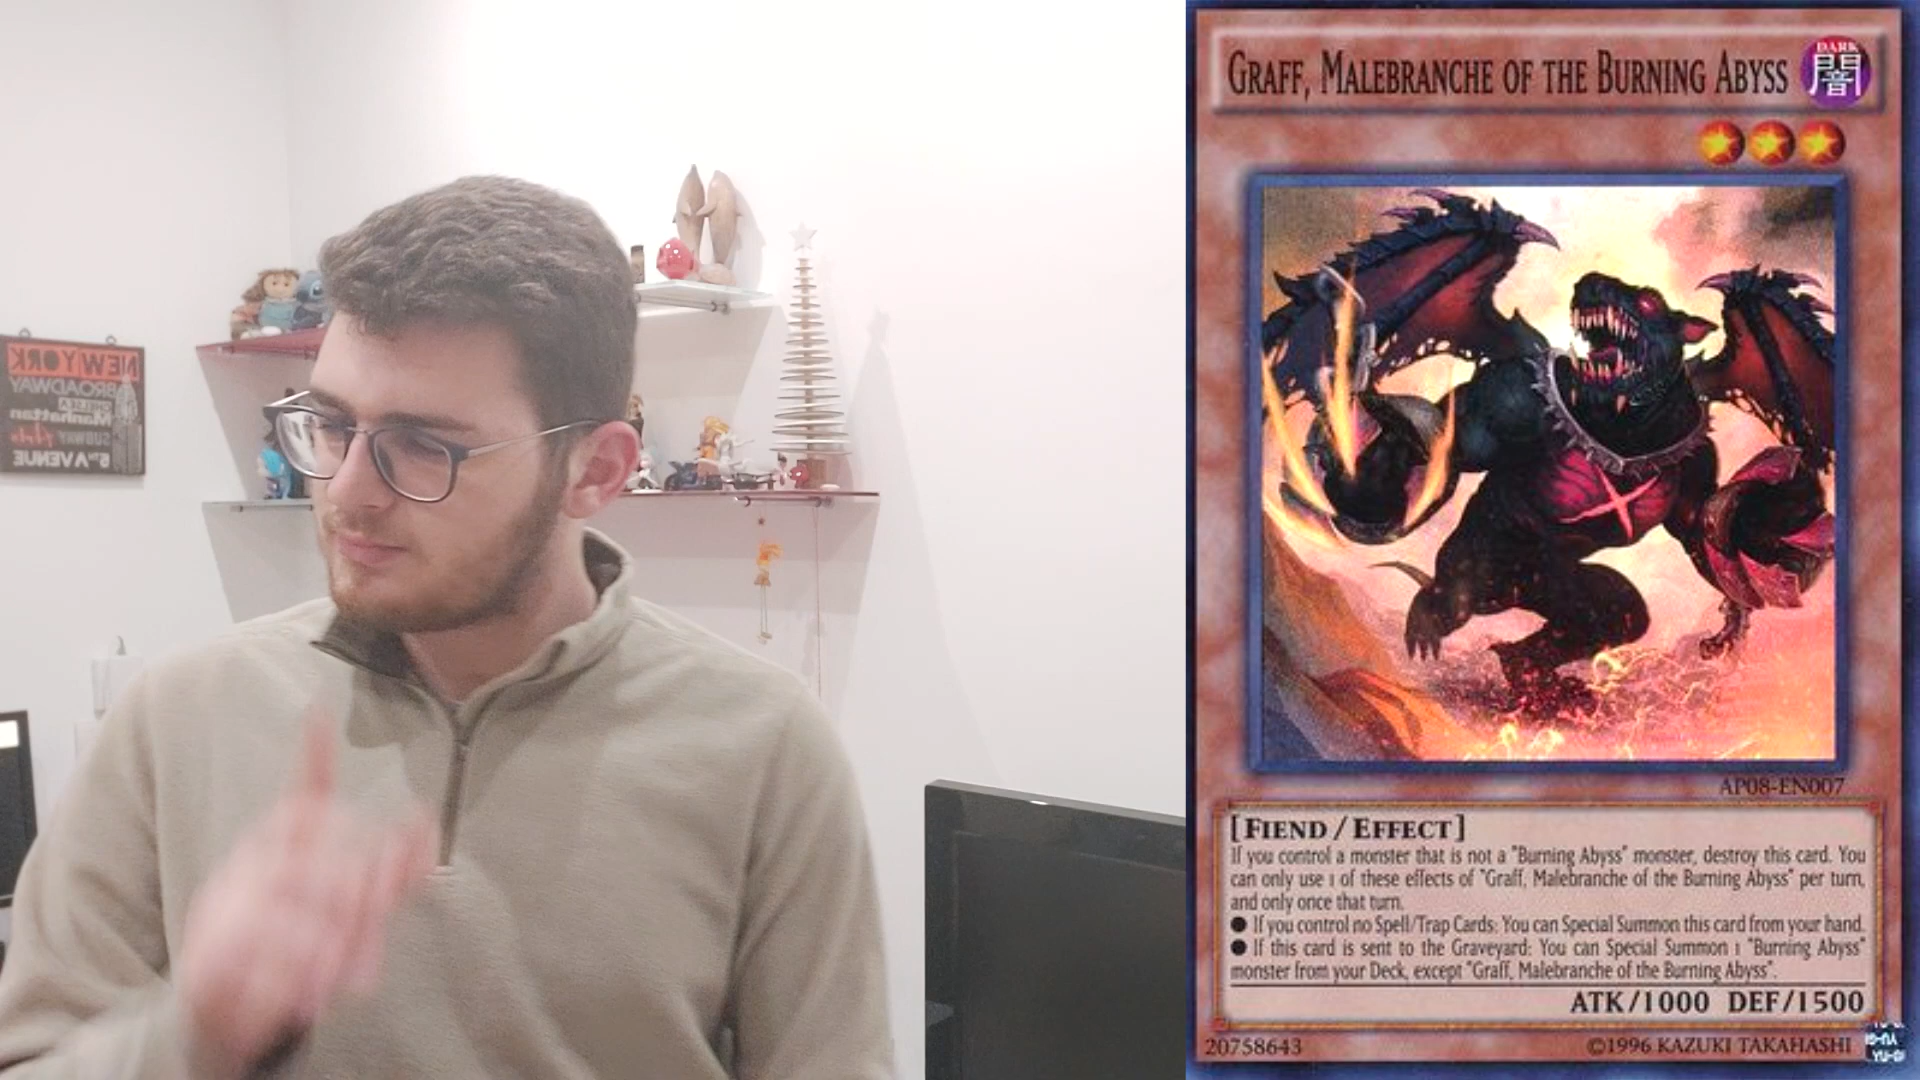 NEW YORK
BROADWAY
CHELSEA
Manhattan
SUBWAY Arts
5TH AVENUE
GRAFF, MALEBRANCHE OF THE BURNING ABYSS
DARK
闇
AP08-EN007
[FIEND / EFFECT]
If you control a monster that is not a "Burning Abyss" monster, destroy this card. You
can only use 1 of these effects of "Graff, Malebranche of the Burning Abyss" per turn,
and only once that turn.
● If you control no Spell/Trap Cards: You can Special Summon this card from your hand.
● If this card is sent to the Graveyard: You can Special Summon 1 "Burning Abyss"
monster from your Deck, except "Graff, Malebranche of the Burning Abyss".
ATK/1000 DEF/1500
20758643
©1996 KAZUKI TAKAHASHI